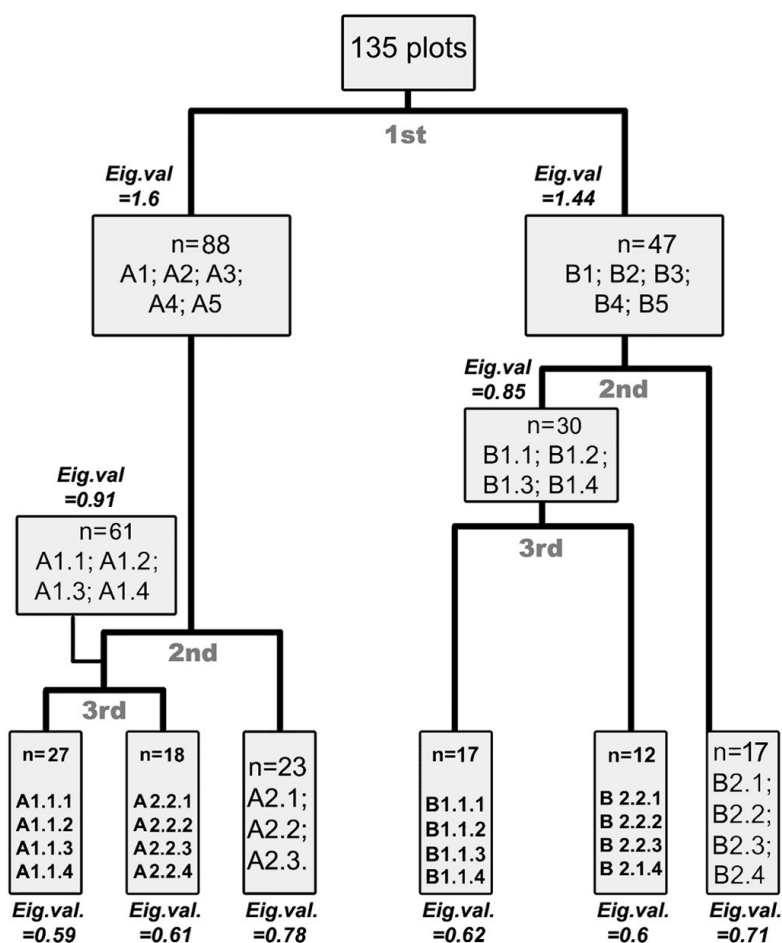 135 plots
1st
Eig.val
=1.6
Eig.val
=1.44
n=88
A1; A2; A3;
A4; A5
n=47
B1; B2; B3;
B4; B5
Eig.val
=0.85
2nd
n=30
B1.1; B1.2;
B1.3; B1.4
Eig.val
=0.91
n=61
A1.1; A1.2;
A1.3; A1.4
3rd
2nd
3rd
n=27
A1.1.1
A1.1.2
A1.1.3
A1.1.4
Eig.val.
=0.59
n=18
A2.2.1
A2.2.2
A2.2.3
A2.2.4
Eig.val.
=0.61
n=23
A2.1;
A2.2;
A2.3.
Eig.val.
=0.78
n=17
B1.1.1
B1.1.2
B1.1.3
B1.1.4
Eig.val.
=0.62
n=12
B 2.2.1
B 2.2.2
B 2.2.3
B 2.1.4
Eig.val.
=0.6
n=17
B2.1;
B2.2;
B2.3;
B2.4
Eig.val.
=0.71